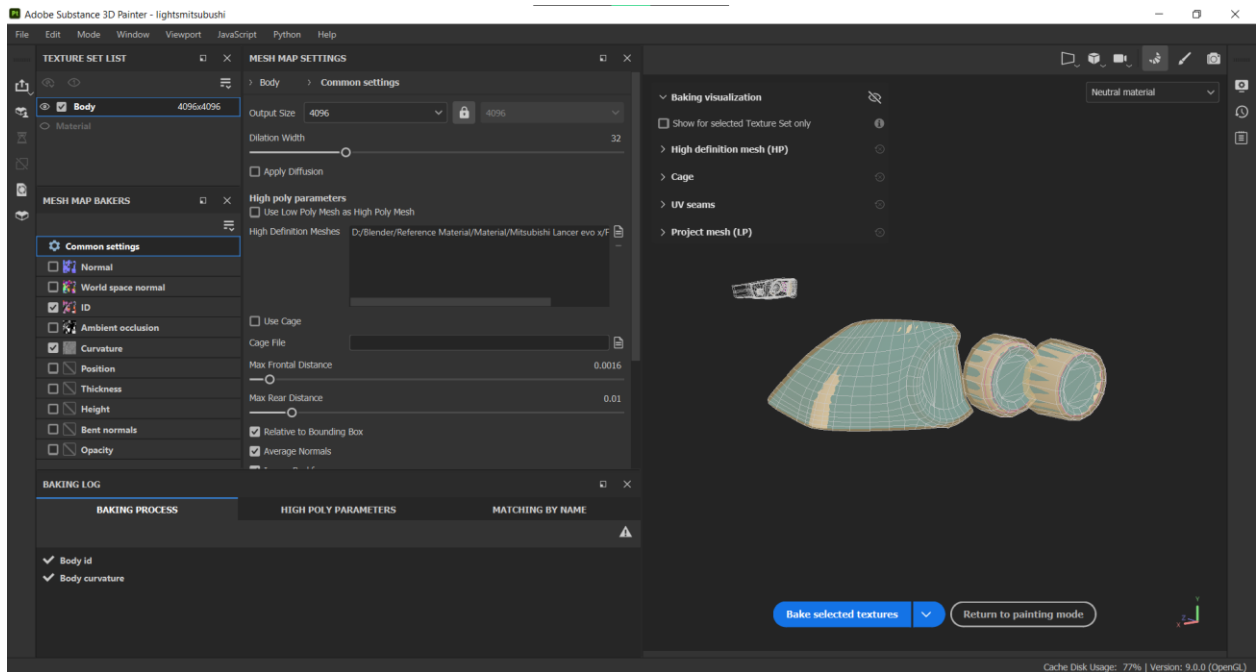 Adobe Substance 3D Painter - lightsmitsubushi
File Edit Mode Window Viewport JavaScript Python Help
TEXTURE SET LIST
Body 4096x4096
Material
MESH MAP BAKERS
Common settings
Normal
World space normal
ID
Ambient occlusion
Curvature
Position
Thickness
Height
Bent normals
Opacity
MESH MAP SETTINGS
> Body > Common settings
Output Size 4096 4096
Dilation Width 32
Apply Diffusion
High poly parameters
Use Low Poly Mesh as High Poly Mesh
High Definition Meshes D:/Blender/Reference Material/Material/Mitsubishi Lancer evo x/F
Use Cage
Cage File
Max Frontal Distance 0.0016
Max Rear Distance 0.01
Relative to Bounding Box
Average Normals
BAKING LOG
BAKING PROCESS HIGH POLY PARAMETERS MATCHING BY NAME
Body id
Body curvature
Baking visualization
Show for selected Texture Set only
High definition mesh (HP)
Cage
UV seams
Project mesh (LP)
Neutral material
Bake selected textures
Return to painting mode
Y
Z
X
Cache Disk Usage: 77% | Version: 9.0.0 (OpenGL)